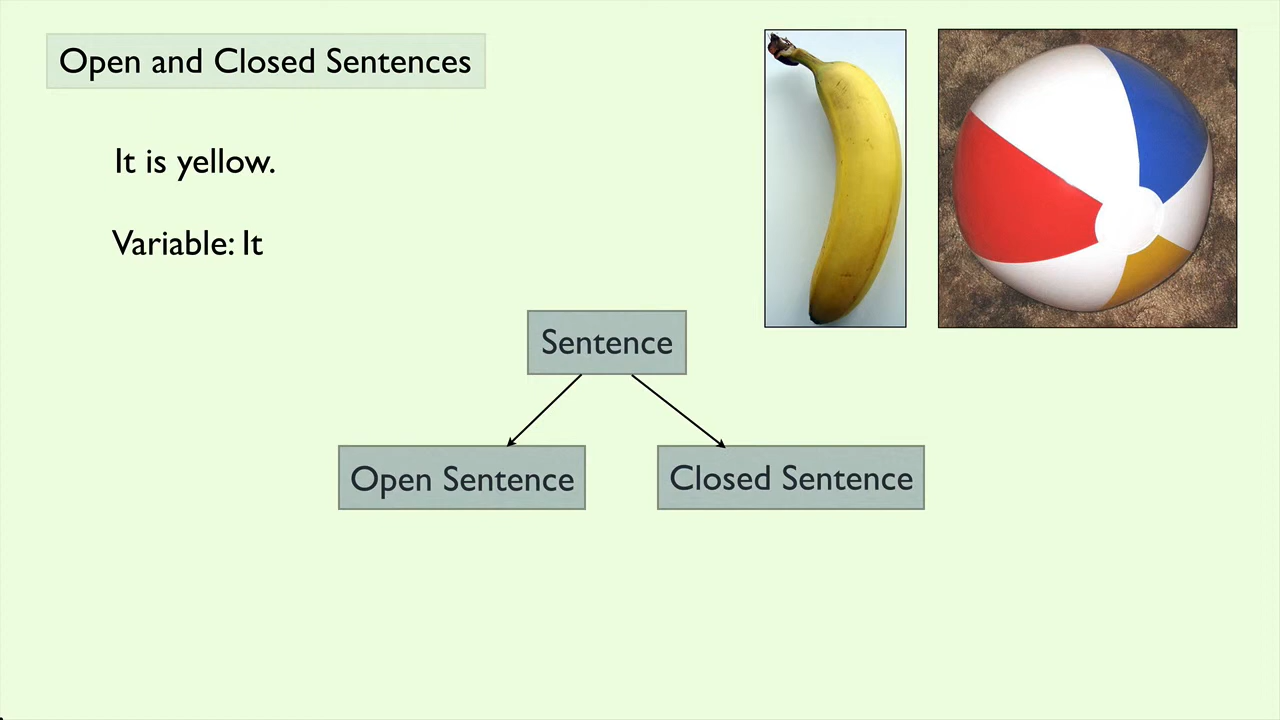 Open and Closed Sentences
It is yellow.
Variable: It
Sentence
Open Sentence
Closed Sentence